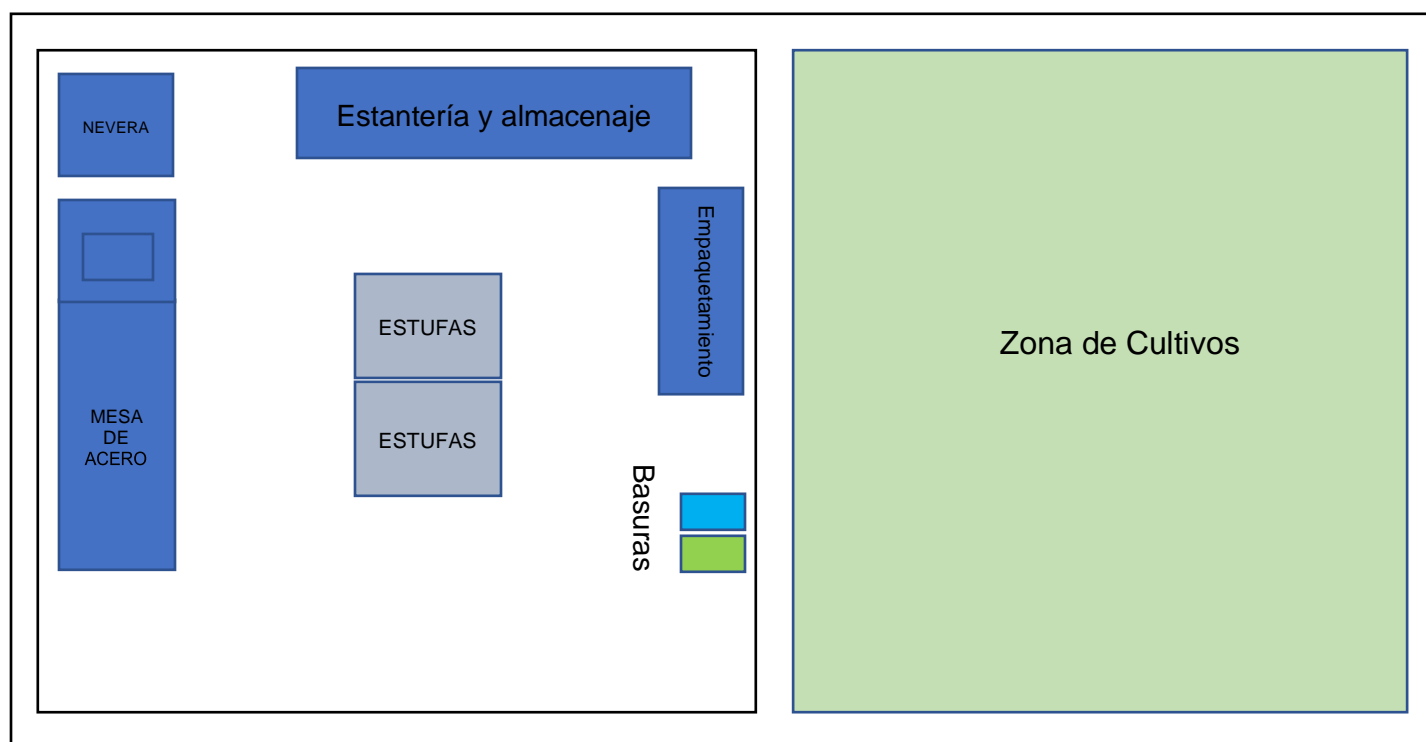 NEVERA
Estantería y almacenaje
Empaquetamiento
ESTUFAS
Zona de Cultivos
MESA
DE
ACERO
ESTUFAS
Basuras